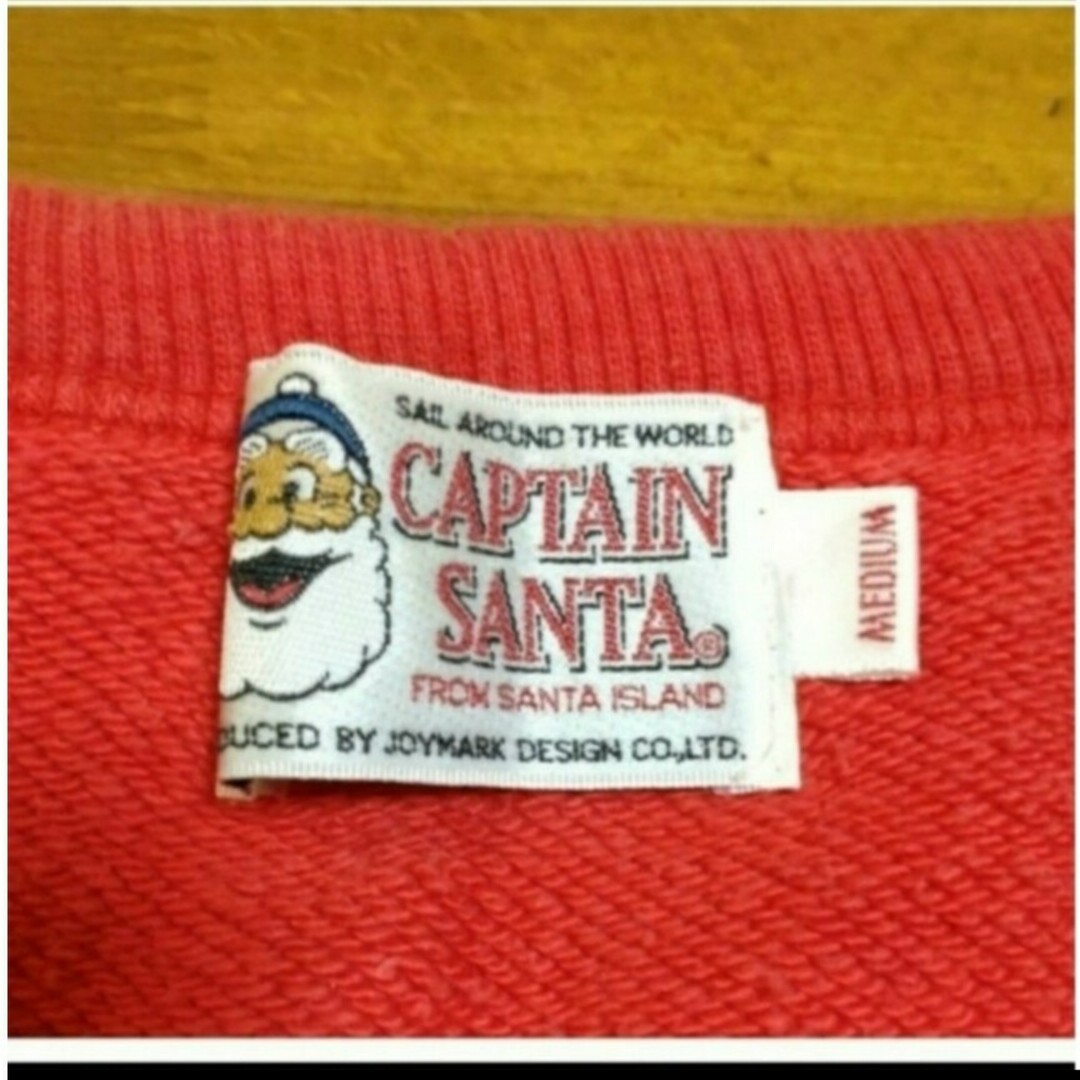 SAIL AROUND THE WORLD
CAPTAIN
SANTA®
FROM SANTA ISLAND
DUCED BY JOYMARK DESIGN CO.,LTD.
MEDIUM